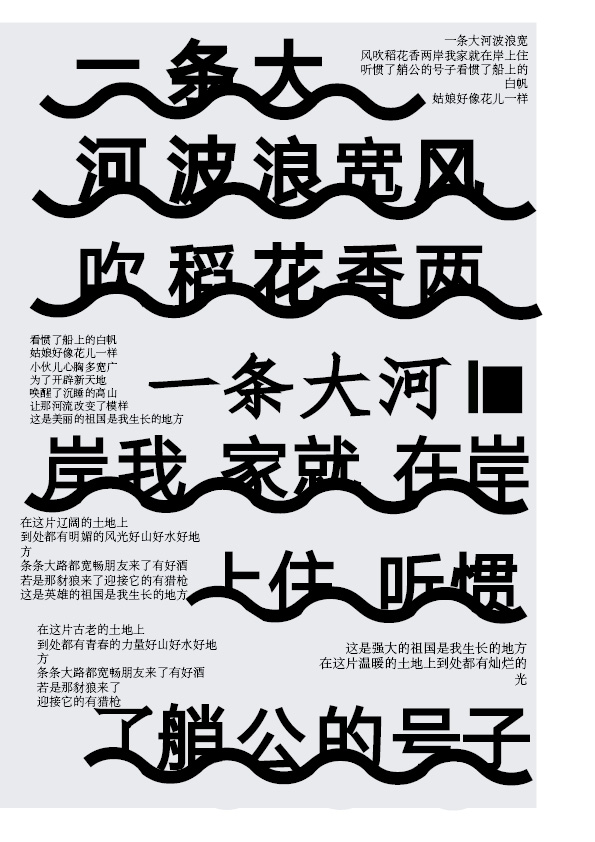 一条大
一条大河波浪宽
风吹稻花香两岸我家就在岸上住
听惯了艄公的号子看惯了船上的
白帆
姑娘好像花儿一样
河波浪宽风
吹稻花香两
看惯了船上的白帆
姑娘好像花儿一样
小伙儿心胸多宽广
为了开辟新天地
唤醒了沉睡的高山
让那河流改变了模样
这是美丽的祖国是我生长的地方
一条大河
岸我 家就 在岸
在这片辽阔的土地上
到处都有明媚的风光好山好水好地
方
条条大路都宽畅朋友来了有好酒
若是那豺狼来了迎接它的有猎枪
这是英雄的祖国是我生长的地方
上住 听惯
在这片古老的土地上
到处都有青春的力量好山好水好地
方
条条大路都宽畅朋友来了有好酒
若是那豺狼来了
迎接它的有猎枪
这是强大的祖国是我生长的地方
在这片温暖的土地上到处都有灿烂的
光
了艄公的号子